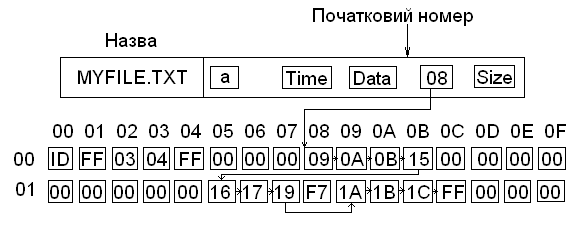 Початковий номер
Назва
MYFILE.TXT a Time Data 08 Size
00 01 02 03 04 05 06 07 08 09 0A 0B 0C 0D 0E 0F
00 ID FF 03 04 FF 00 00 00 09 0A 0B 15 00 00 00 00
01 00 00 00 00 00 16 17 19 F7 1A 1B 1C FF 00 00 00